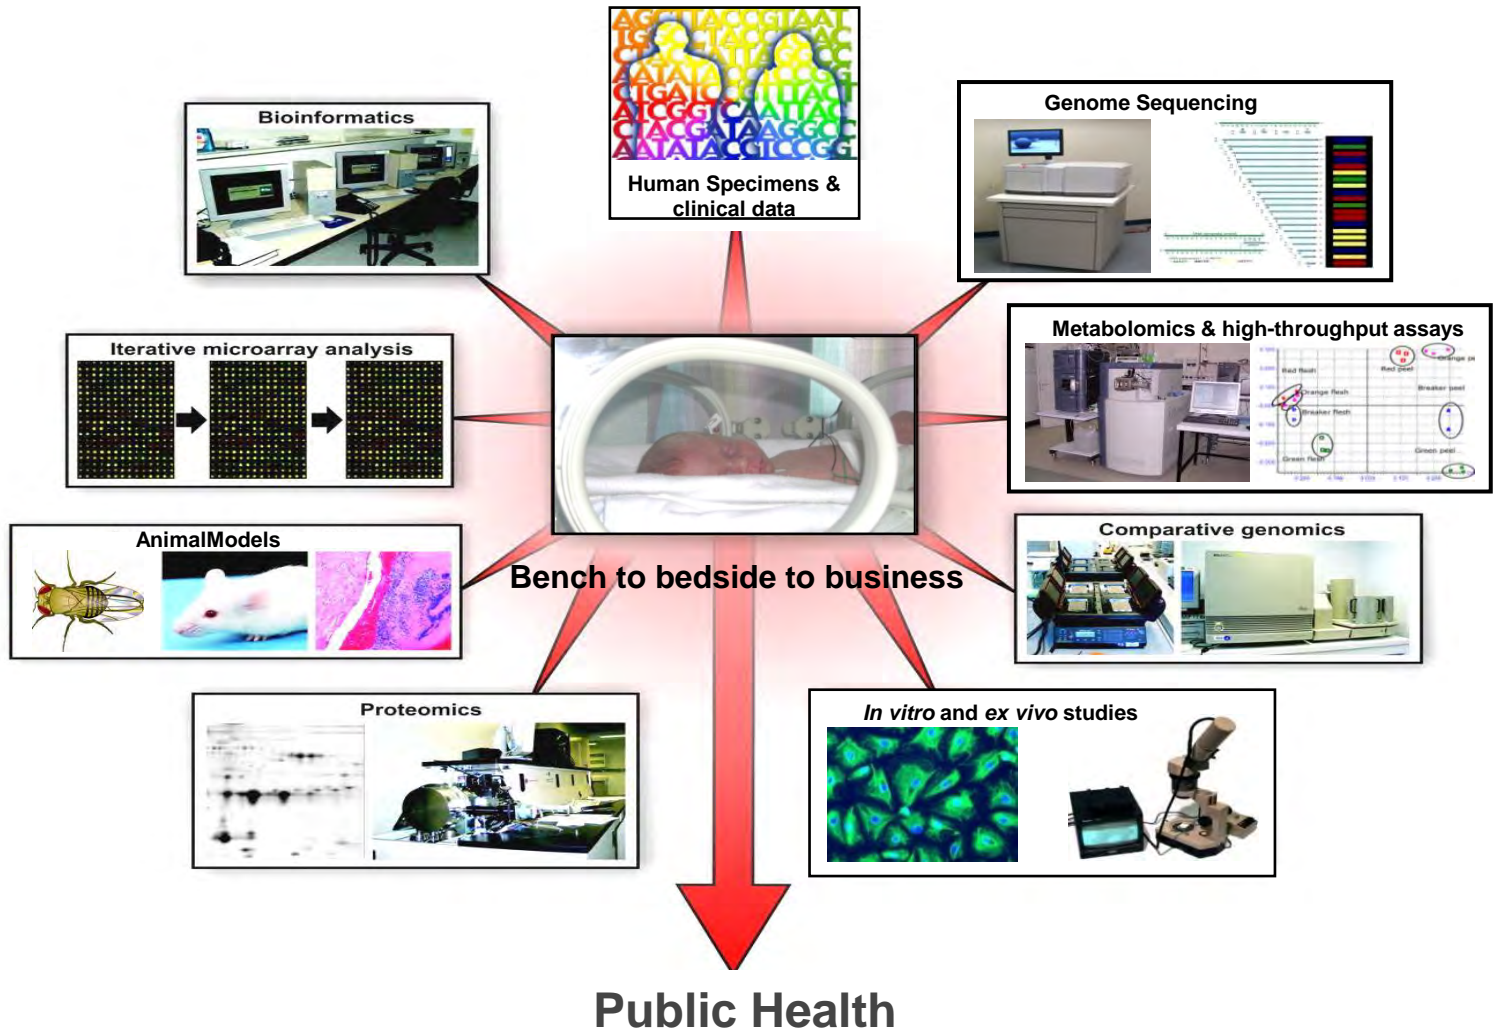 AGCTTACCGTAAT
Human Specimens &
clinical data
Bioinformatics
Genome Sequencing
Iterative microarray analysis
Metabolomics & high-throughput assays
Red peel
Red flesh
Breaker peel
Orange flesh
Breaker flesh
Green peel
Green flesh
AnimalModels
Comparative genomics
Bench to bedside to business
Proteomics
In vitro and ex vivo studies
Public Health